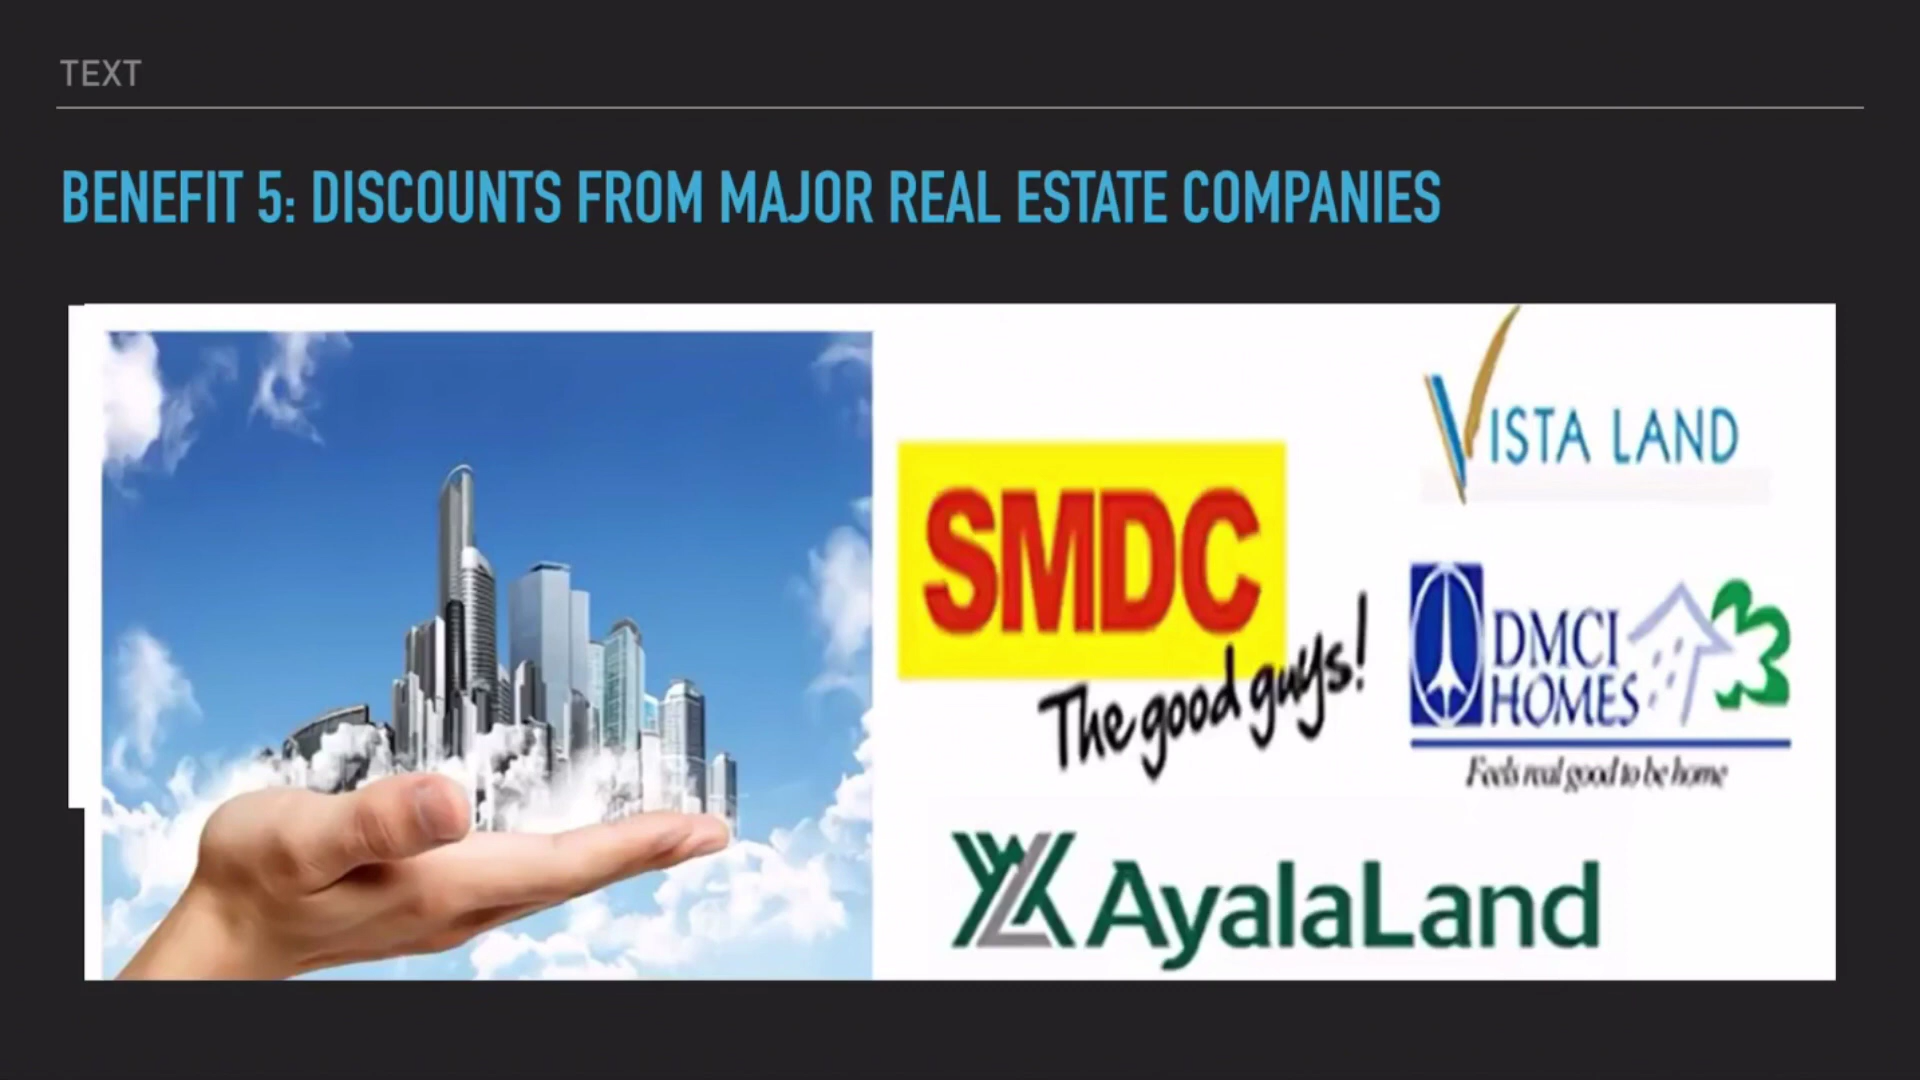 TEXT
BENEFIT 5: DISCOUNTS FROM MAJOR REAL ESTATE COMPANIES
VISTA LAND
SMDC
The good guys!
DMCI
HOMES
Feels real good to be home
AyalaLand